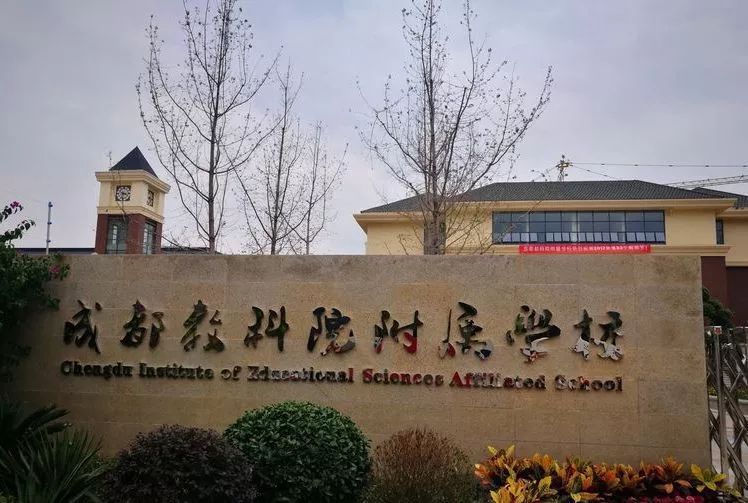 成都教科院附属学校
Chengdu Institute of Educational Sciences Affiliated School